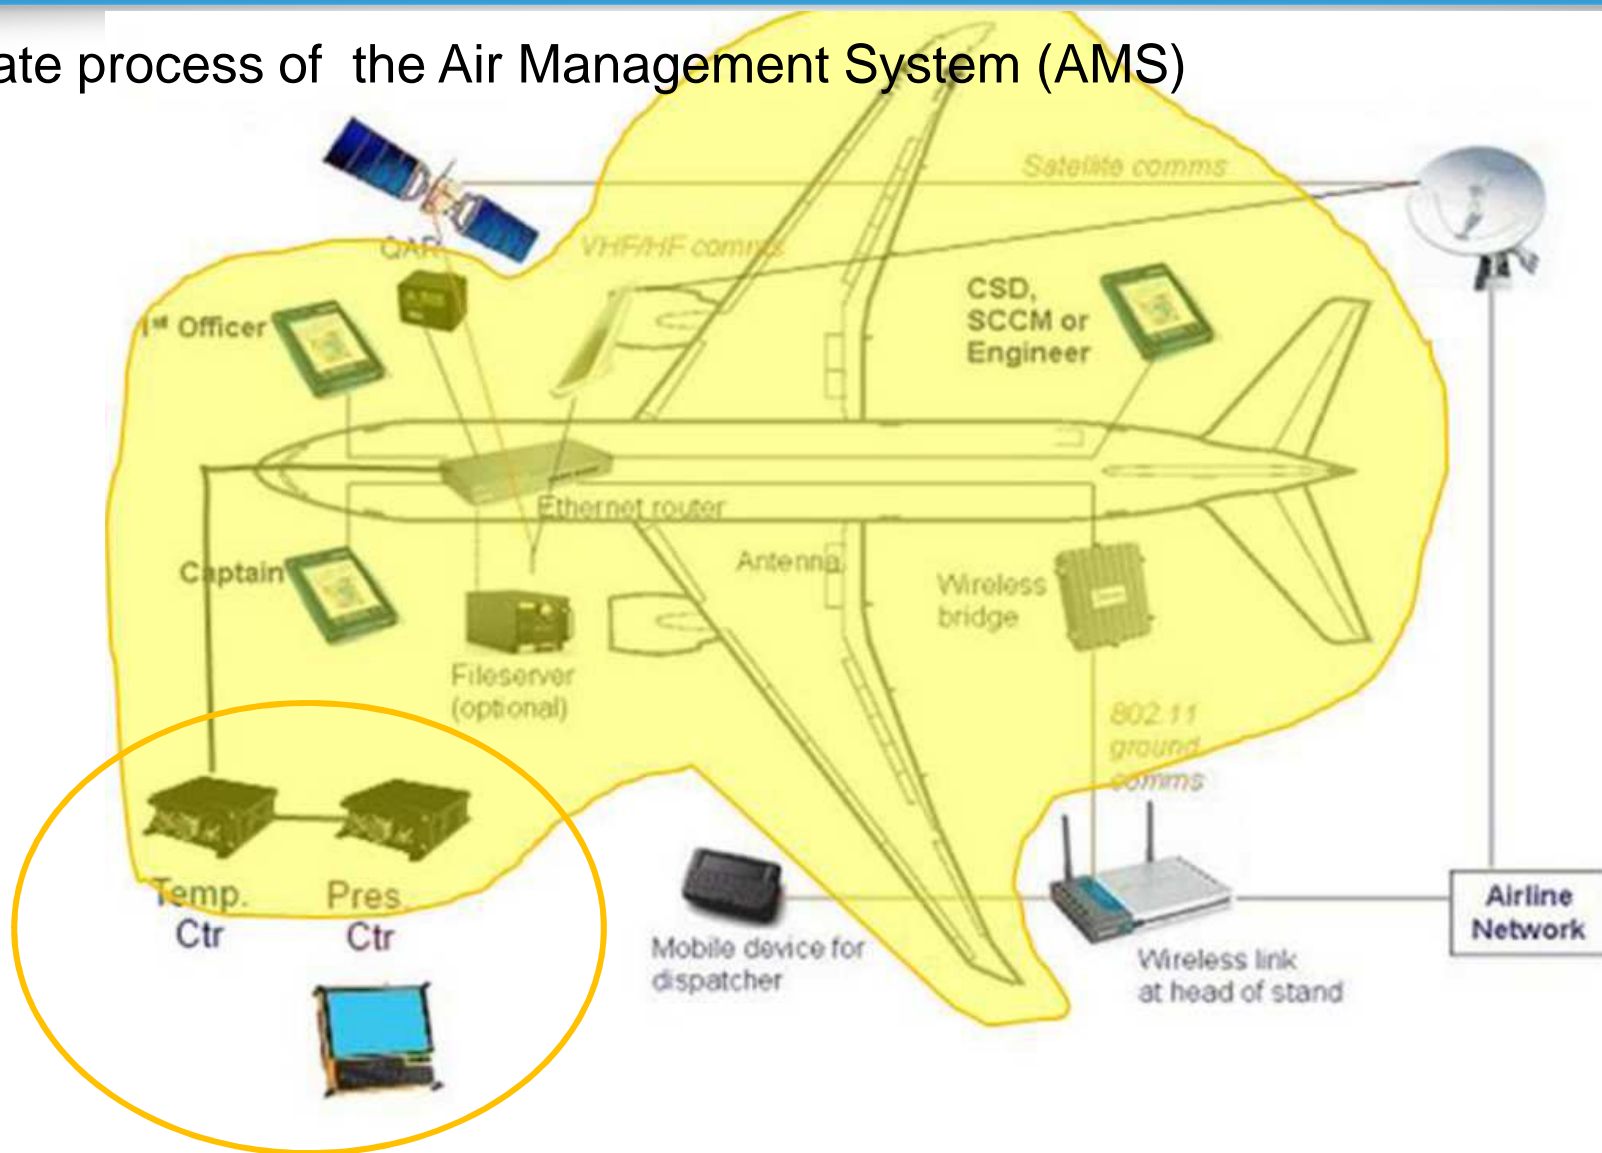 ate process of the Air Management System (AMS)
Satellite comms
QAR
VHF/HF comms
1st Officer
CSD,
SCCM or
Engineer
Ethernet router
Antenna
Captain
Wireless
bridge
Fileserver
(optional)
802.11
ground
comms
Temp.
Ctr
Pres.
Ctr
Airline
Network
Mobile device for
dispatcher
Wireless link
at head of stand